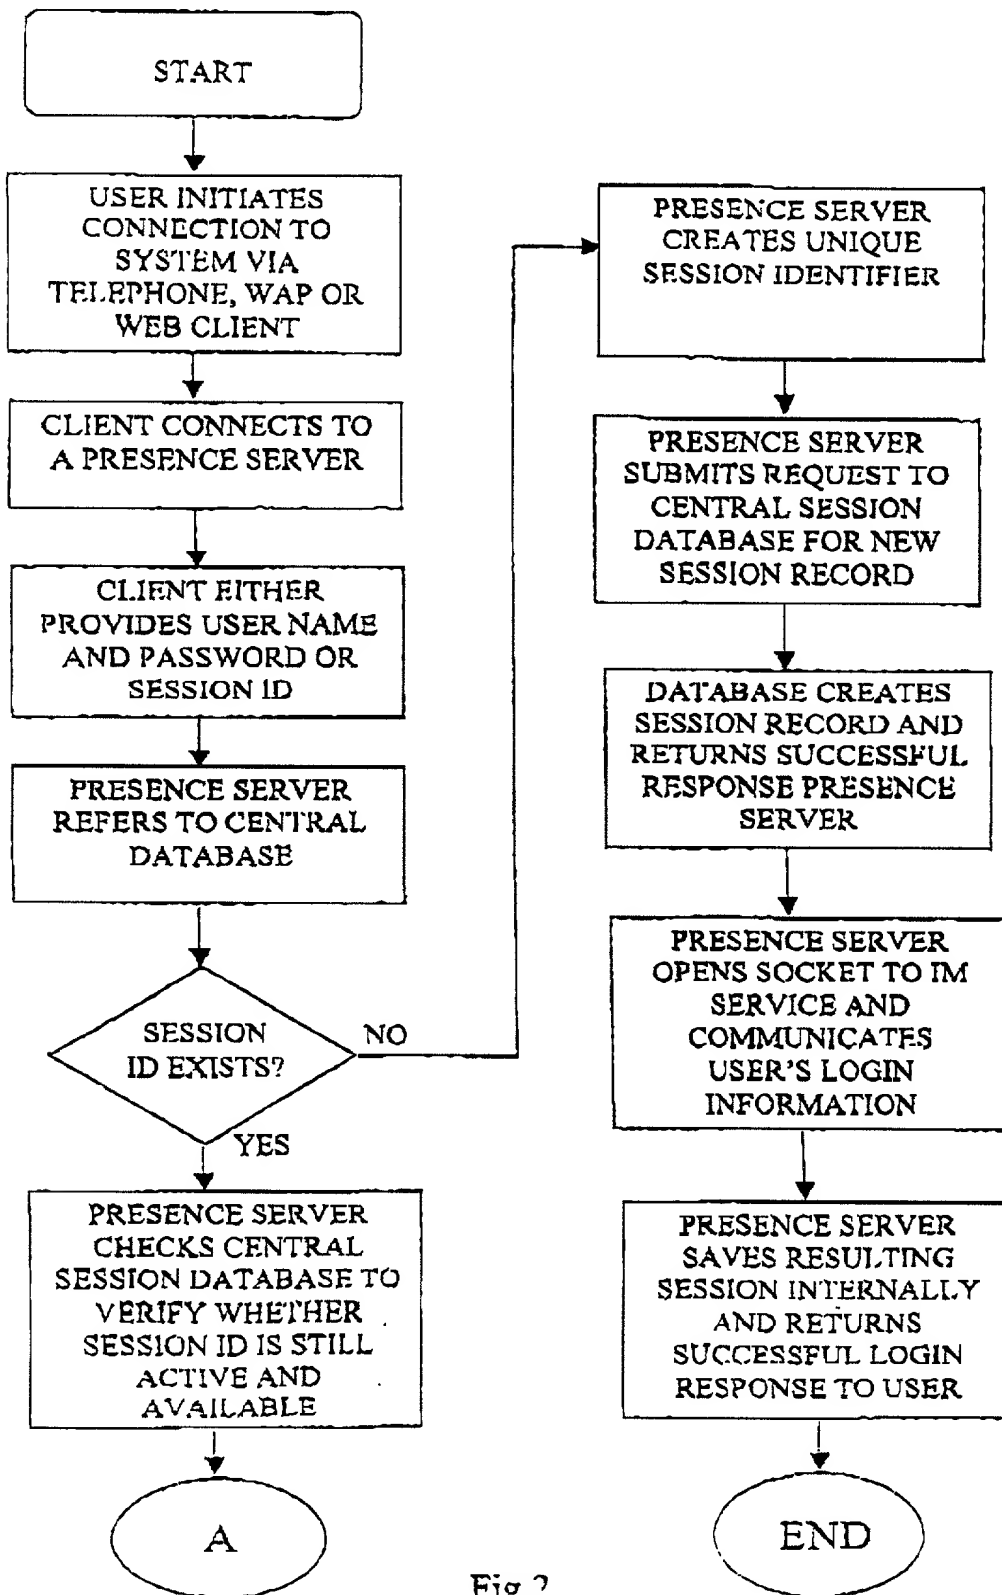 START
USER INITIATES
CONNECTION TO
SYSTEM VIA
TELEPHONE, WAP OR
WEB CLIENT
CLIENT CONNECTS TO
A PRESENCE SERVER
CLIENT EITHER
PROVIDES USER NAME
AND PASSWORD OR
SESSION ID
PRESENCE SERVER
REFERS TO CENTRAL
DATABASE
SESSION
ID EXISTS?
NO
YES
PRESENCE SERVER
CHECKS CENTRAL
SESSION DATABASE TO
VERIFY WHETHER
SESSION ID IS STILL
ACTIVE AND
AVAILABLE
A
PRESENCE SERVER
CREATES UNIQUE
SESSION IDENTIFIER
PRESENCE SERVER
SUBMITS REQUEST TO
CENTRAL SESSION
DATABASE FOR NEW
SESSION RECORD
DATABASE CREATES
SESSION RECORD AND
RETURNS SUCCESSFUL
RESPONSE PRESENCE
SERVER
PRESENCE SERVER
OPENS SOCKET TO IM
SERVICE AND
COMMUNICATES
USER'S LOGIN
INFORMATION
PRESENCE SERVER
SAVES RESULTING
SESSION INTERNALLY
AND RETURNS
SUCCESSFUL LOGIN
RESPONSE TO USER
END
Fig